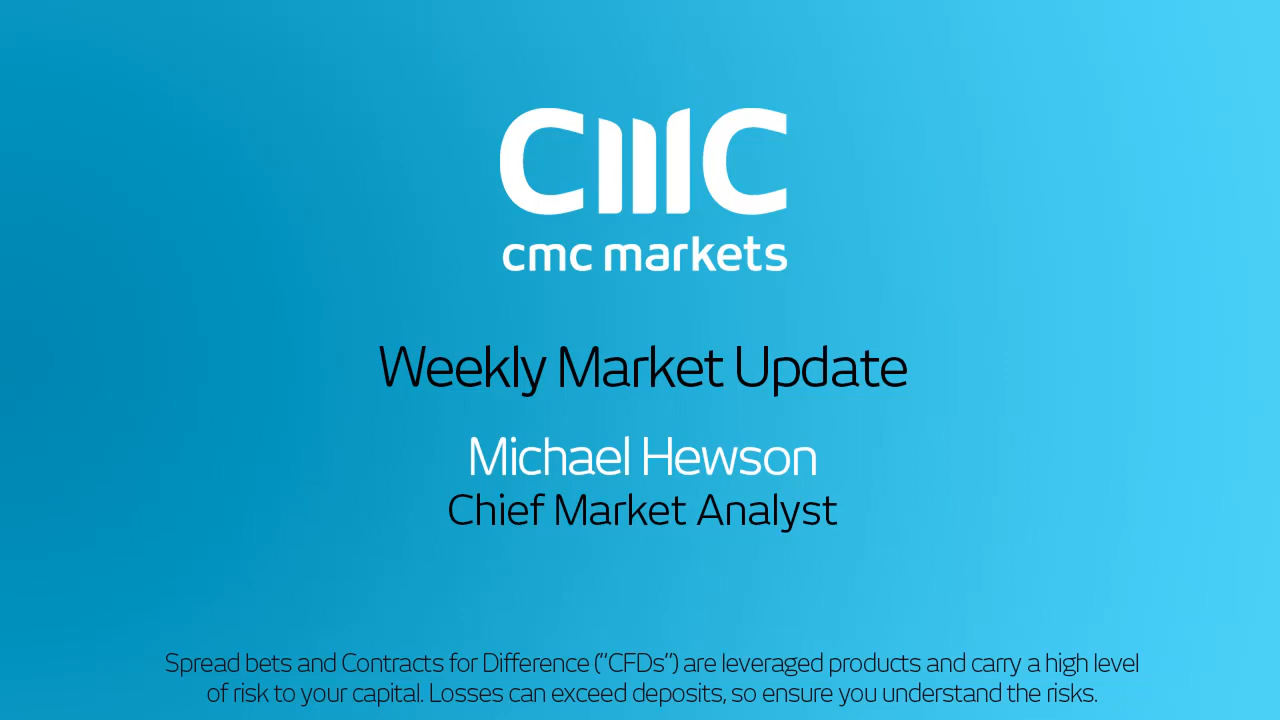 CMC
cmc markets
Weekly Market Update
Michael Hewson
Chief Market Analyst
Spread bets and Contracts for Difference (”CFDs”) are leveraged products and carry a high level
of risk to your capital. Losses can exceed deposits, so ensure you understand the risks.